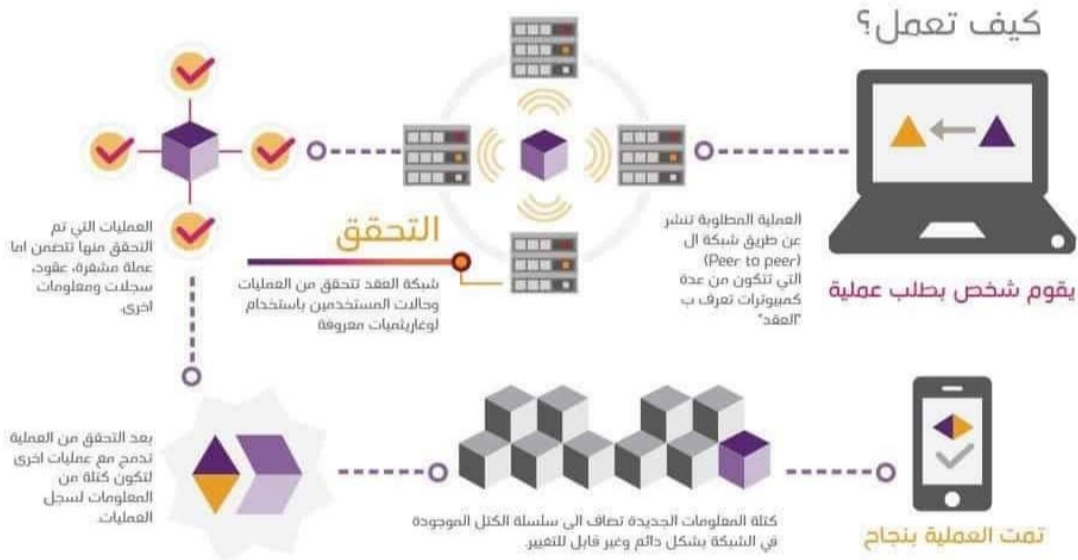 كيف تعمل؟
يقوم شخص بطلب عملية
العملية المطلوبة تنشر
عن طريق شبكة ال
(Peer to peer)
التي تتكون من عدة
كمبيوترات تعرف ب
"العقد"
التحقق
شبكة العقد تتحقق من العمليات
وحالات المستخدمين باستخدام
لوغاريثميات معروفة
العمليات التي تم
التحقق منها تتضمن اما
عملة مشفرة، عقود،
سجلات ومعلومات
اخرى.
بعد التحقق من العملية
تدمج مع عمليات اخرى
لتكون كتلة من
المعلومات لسجل
العمليات.
كتلة المعلومات الجديدة تضاف الى سلسلة الكتل الموجودة
في الشبكة بشكل دائم وغير قابل للتغيير.
تمت العملية بنجاح